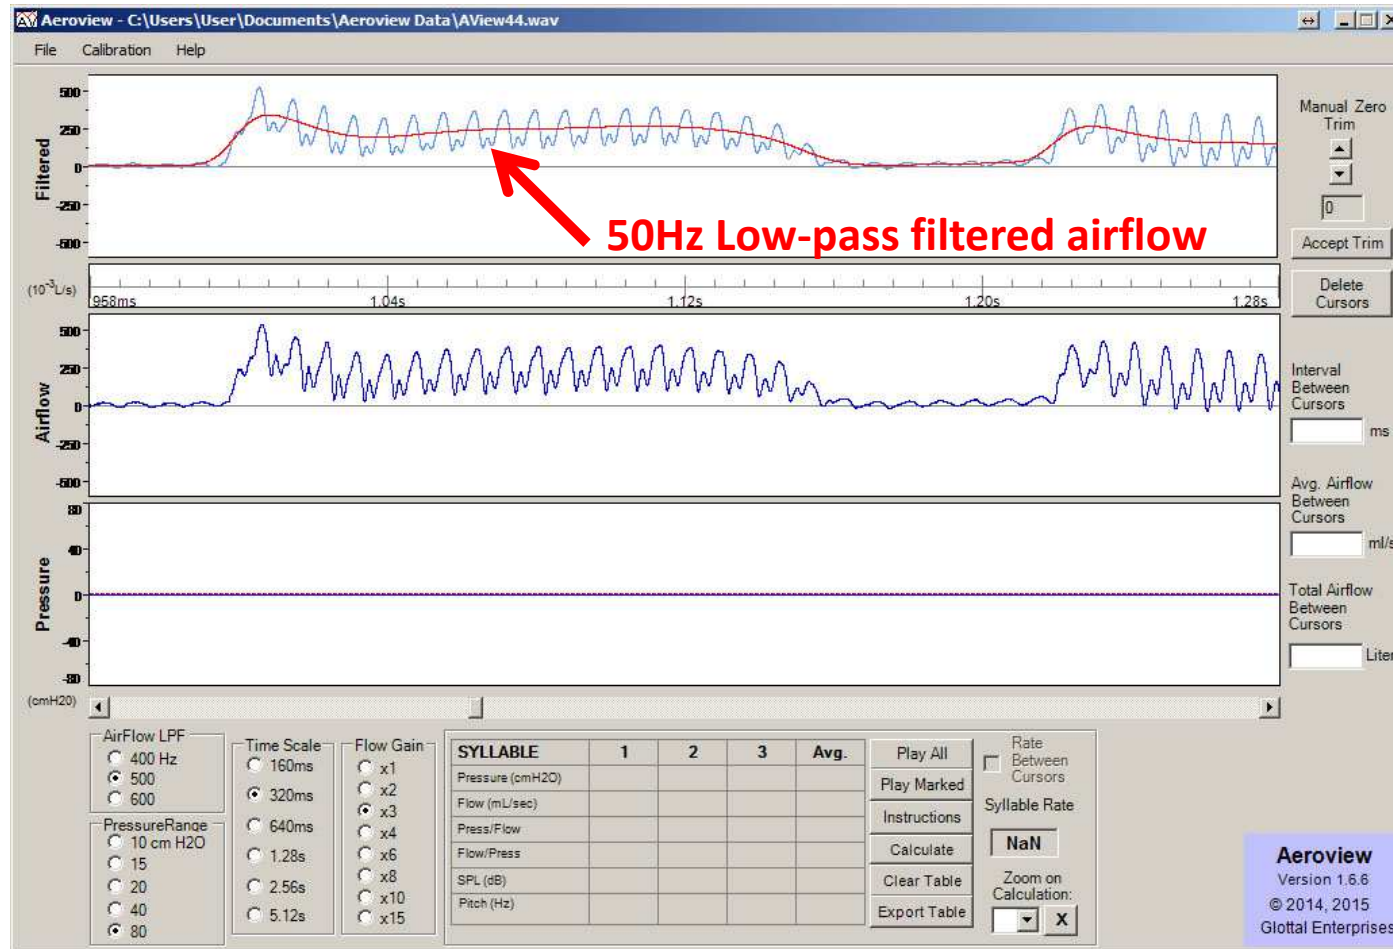 Aeroview - C:\Users\User\Documents\Aeroview Data\AView44.wav
File Calibration Help
Filtered
500
250
0
-250
-500
50Hz Low-pass filtered airflow
Manual Zero
Trim
0
Accept Trim
(10⁻³L/s)
958ms 1.04s 1.12s 1.20s 1.28s
Delete
Cursors
Airflow
500
250
0
-250
-500
Interval
Between
Cursors
ms
Avg. Airflow
Between
Cursors
ml/s
Pressure
80
40
0
-40
-80
(cmH20)
Total Airflow
Between
Cursors
Liter
AirFlow LPF
400 Hz
500
600
PressureRange
10 cm H2O
15
20
40
80
Time Scale
160ms
320ms
640ms
1.28s
2.56s
5.12s
Flow Gain
x1
x2
x3
x4
x6
x8
x10
x15
SYLLABLE 1 2 3 Avg.
Pressure (cmH2O)
Flow (mL/sec)
Press/Flow
Flow/Press
SPL (dB)
Pitch (Hz)
Play All
Play Marked
Instructions
Calculate
Clear Table
Export Table
Rate
Between
Cursors
Syllable Rate
NaN
Zoom on
Calculation:
X
Aeroview
Version 1.6.6
© 2014, 2015
Glottal Enterprises